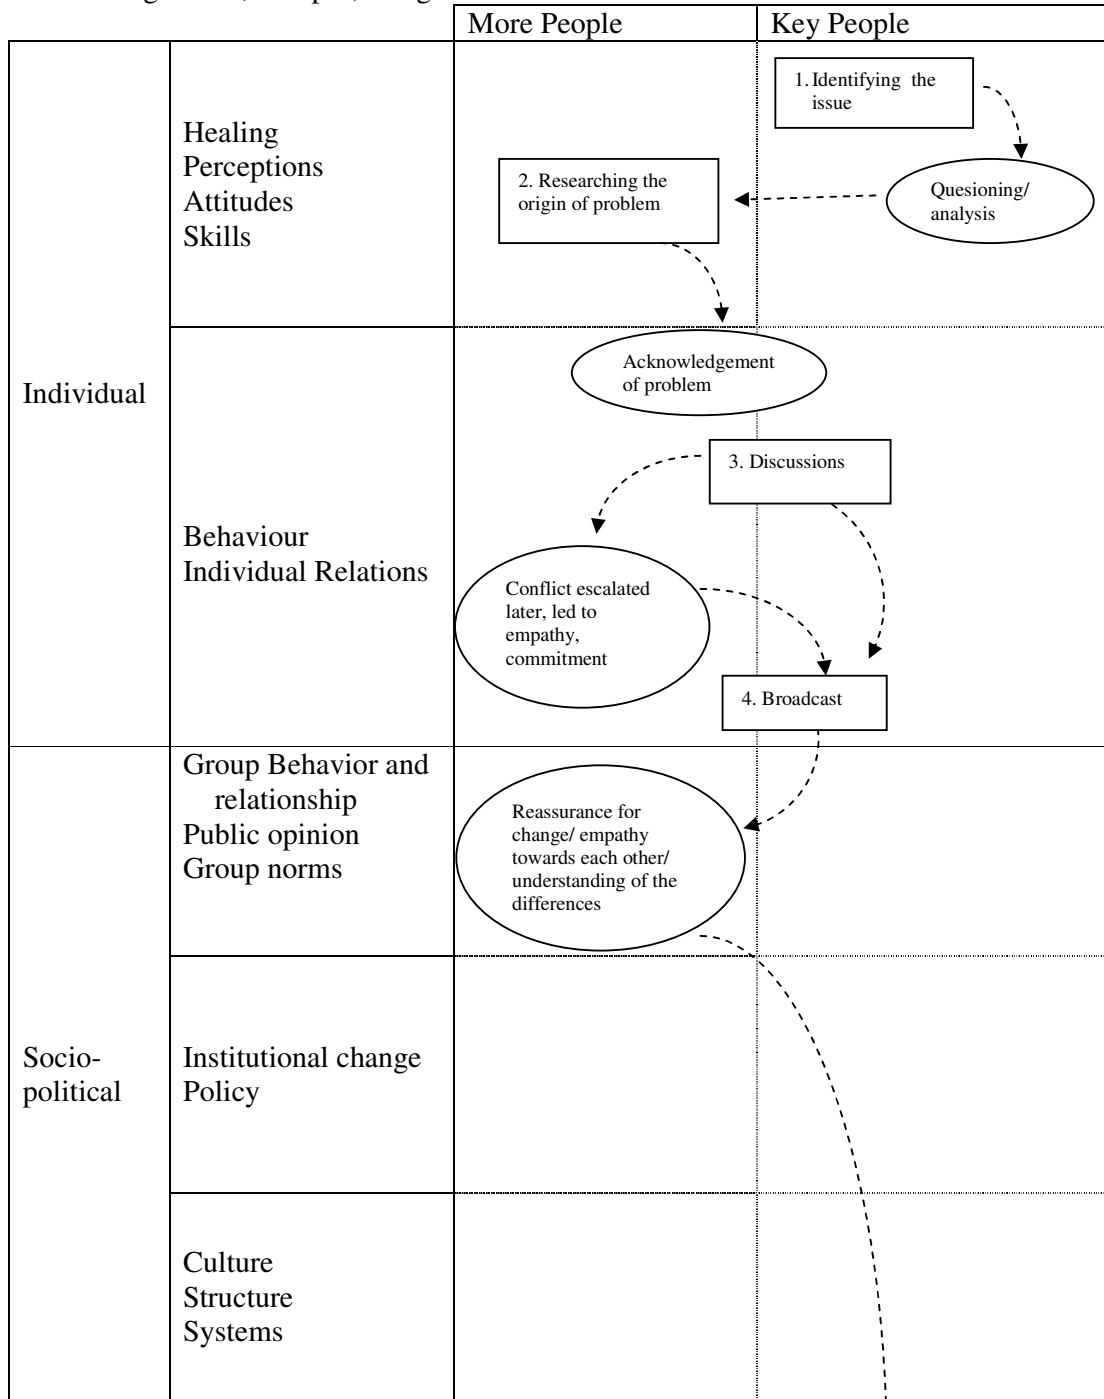 More People Key People
1. Identifying the
issue
Healing
Perceptions
Attitudes
Skills
2. Researching the
origin of problem
Quesioning/
analysis
Individual
Acknowledgement
of problem
3. Discussions
Behaviour
Individual Relations
Conflict escalated
later, led to
empathy,
commitment
4. Broadcast
Socio-
political
Group Behavior and
relationship
Public opinion
Group norms
Reassurance for
change/ empathy
towards each other/
understanding of the
differences
Institutional change
Policy
Culture
Structure
Systems